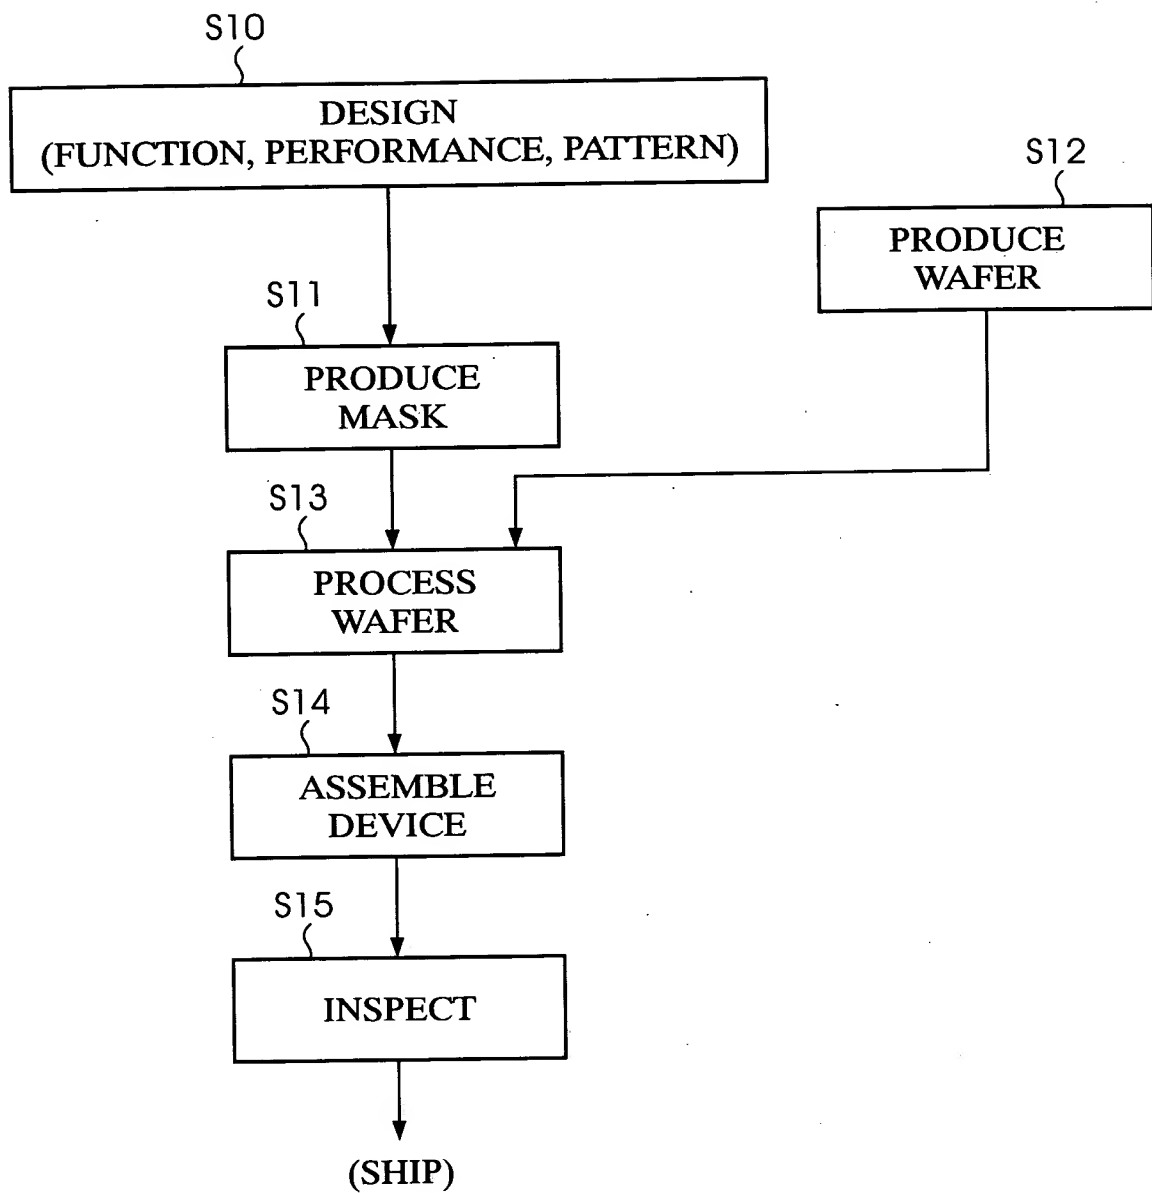 S10
DESIGN
(FUNCTION, PERFORMANCE, PATTERN)
S12
PRODUCE
WAFER
S11
PRODUCE
MASK
S13
PROCESS
WAFER
S14
ASSEMBLE
DEVICE
S15
INSPECT
(SHIP)